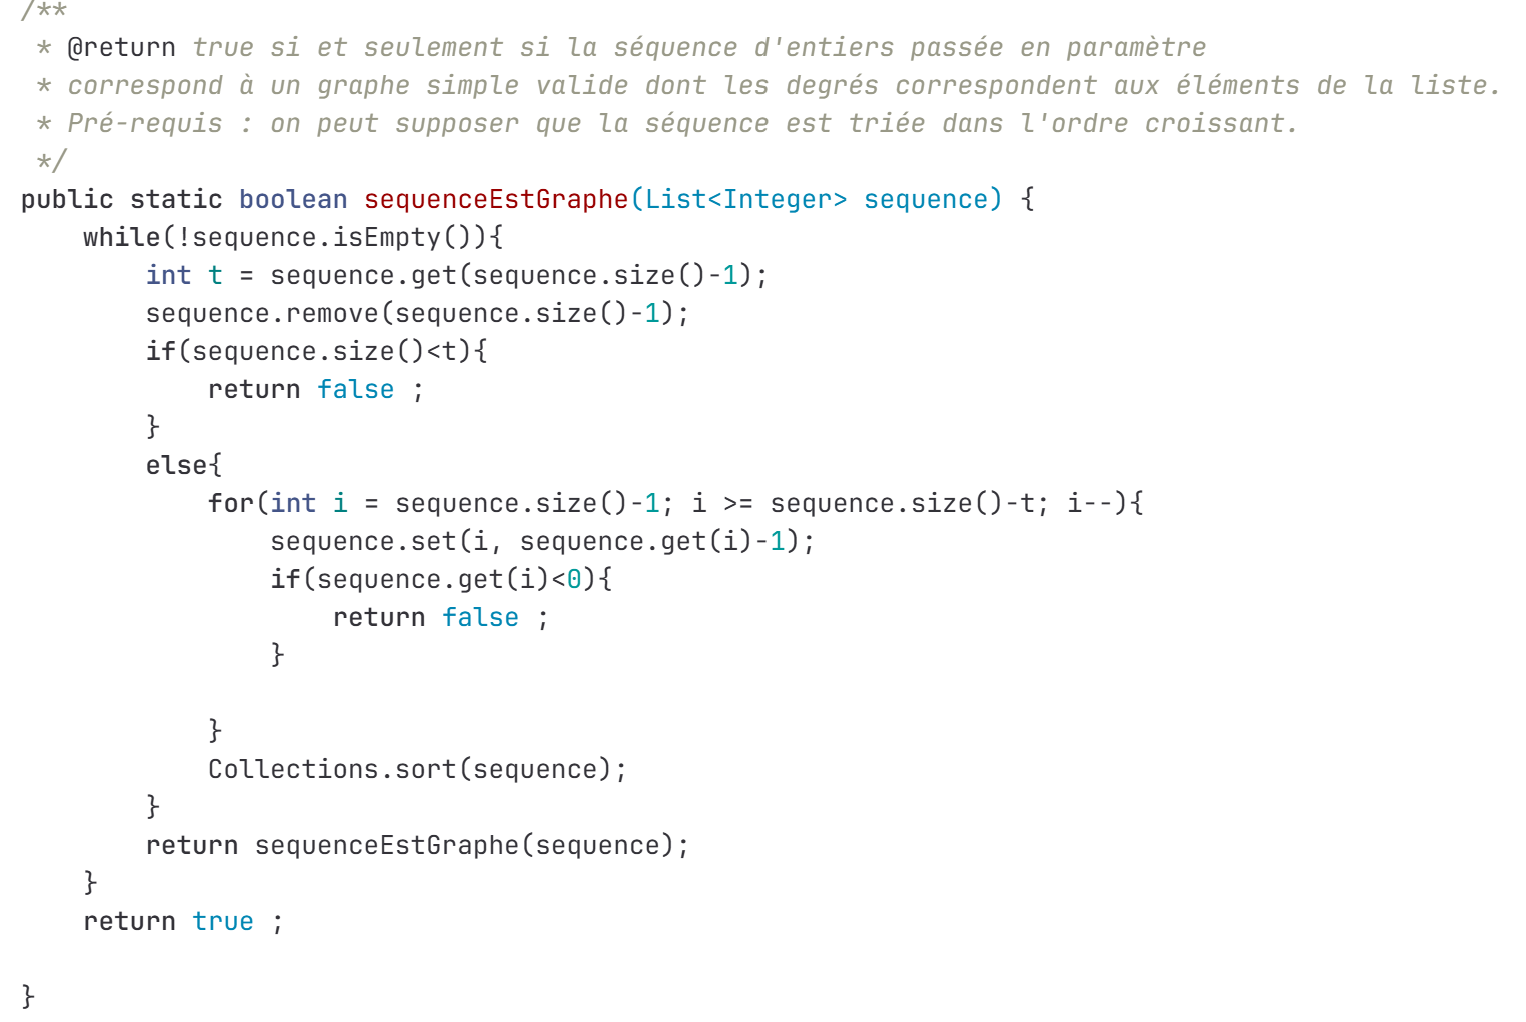 /**
 * @return true si et seulement si la séquence d'entiers passée en paramètre
 * correspond à un graphe simple valide dont les degrés correspondent aux éléments de la liste.
 * Pré-requis : on peut supposer que la séquence est triée dans l'ordre croissant.
 */
public static boolean sequenceEstGraphe(List<Integer> sequence) {
    while(!sequence.isEmpty()){
        int t = sequence.get(sequence.size()-1);
        sequence.remove(sequence.size()-1);
        if(sequence.size()<t){
            return false ;
        }
        else{
            for(int i = sequence.size()-1; i >= sequence.size()-t; i--){
                sequence.set(i, sequence.get(i)-1);
                if(sequence.get(i)<0){
                    return false ;
                }

            }
            Collections.sort(sequence);
        }
        return sequenceEstGraphe(sequence);
    }
    return true ;

}